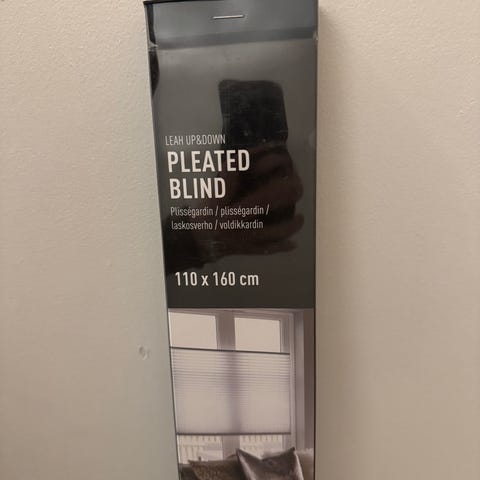 LEAH UP&DOWN
PLEATED
BLIND
Plisségardin / plisségardin /
laskosverho / voldikkardin
110 x 160 cm